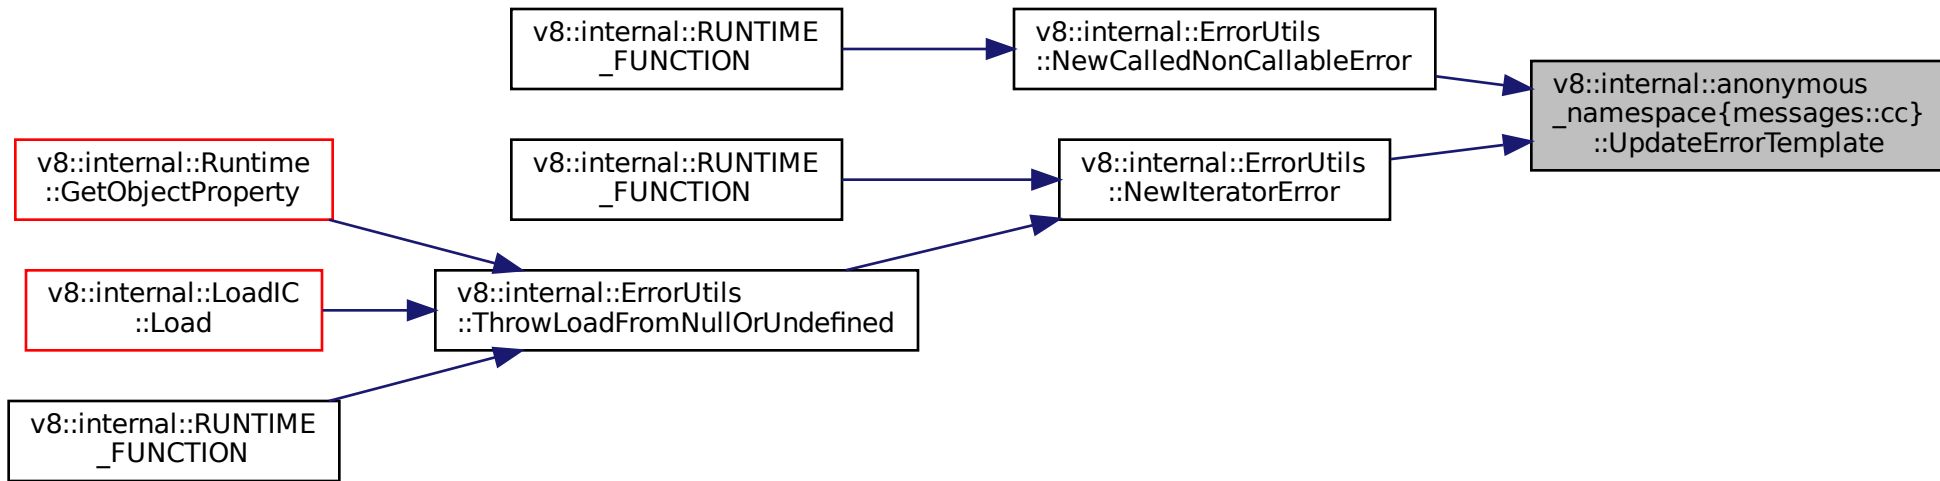 v8::internal::RUNTIME
_FUNCTION
v8::internal::ErrorUtils
::NewCalledNonCallableError
v8::internal::anonymous
_namespace{messages::cc}
::UpdateErrorTemplate
v8::internal::Runtime
::GetObjectProperty
v8::internal::RUNTIME
_FUNCTION
v8::internal::ErrorUtils
::NewIteratorError
v8::internal::LoadIC
::Load
v8::internal::ErrorUtils
::ThrowLoadFromNullOrUndefined
v8::internal::RUNTIME
_FUNCTION